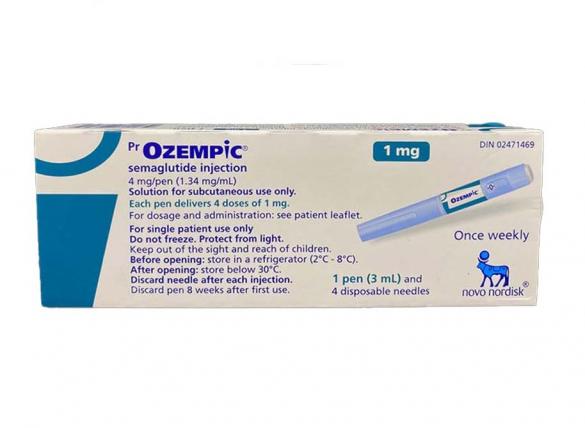 Pr OZEMPIC®
1 mg
DIN 02471469
semaglutide injection
4 mg/pen (1.34 mg/mL)
Solution for subcutaneous use only.
Each pen delivers 4 doses of 1 mg.
For dosage and administration: see patient leaflet.
For single patient use only
Do not freeze. Protect from light.
Keep out of the sight and reach of children.
Before opening: store in a refrigerator (2°C - 8°C).
After opening: store below 30°C.
Discard needle after each injection.
Discard pen 8 weeks after first use.
OZEMPIC®
Once weekly
1 pen (3 mL) and
4 disposable needles
novo nordisk®